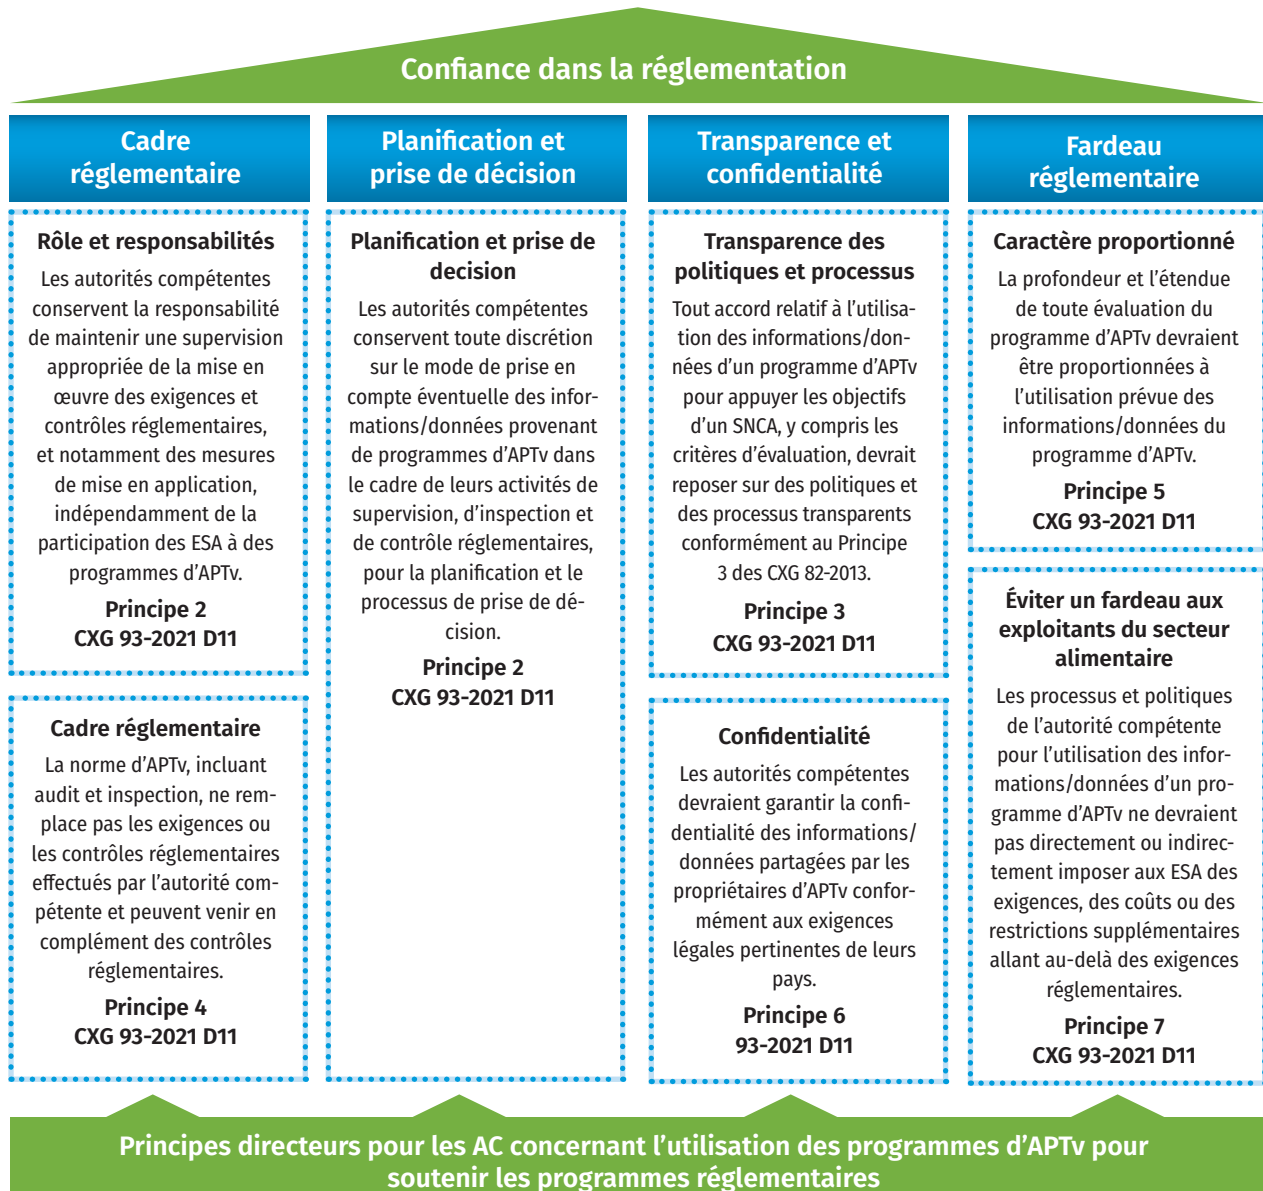 Confiance dans la réglementation
Cadre
réglementaire
Rôle et responsabilités
Les autorités compétentes
conservent la responsabilité
de maintenir une supervision
appropriée de la mise en
œuvre des exigences et
contrôles réglementaires,
et notamment des mesures
de mise en application,
indépendamment de la
participation des ESA à des
programmes d'APTv.
Principe 2
CXG 93-2021 D11
Cadre réglementaire
La norme d'APTv, incluant
audit et inspection, ne rem-
place pas les exigences ou
les contrôles réglementaires
effectués par l'autorité com-
pétente et peuvent venir en
complément des contrôles
réglementaires.
Principe 4
CXG 93-2021 D11
Planification et
prise de décision
Planification et prise de
decision
Les autorités compétentes
conservent toute discrétion
sur le mode de prise en
compte éventuelle des infor-
mations/données provenant
de programmes d'APTv dans
le cadre de leurs activités de
supervision, d'inspection et
de contrôle réglementaires,
pour la planification et le
processus de prise de dé-
cision.
Principe 2
CXG 93-2021 D11
Transparence et
confidentialité
Transparence des
politiques et processus
Tout accord relatif à l'utilisa-
tion des informations/don-
nées d'un programme d'APTv
pour appuyer les objectifs
d'un SNCA, y compris les
critères d'évaluation, devrait
reposer sur des politiques et
des processus transparents
conformément au Principe
3 des CXG 82-2013.
Principe 3
CXG 93-2021 D11
Confidentialité
Les autorités compétentes
devraient garantir la confi-
dentialité des informations/
données partagées par les
propriétaires d'APTv confor-
mément aux exigences
légales pertinentes de leurs
pays.
Principe 6
93-2021 D11
Fardeau
réglementaire
Caractère proportionné
La profondeur et l'étendue
de toute évaluation du
programme d'APTv devraient
être proportionnées à
l'utilisation prévue des
informations/données du
programme d'APTv.
Principe 5
CXG 93-2021 D11
Éviter un fardeau aux
exploitants du secteur
alimentaire
Les processus et politiques
de l'autorité compétente
pour l'utilisation des infor-
mations/données d'un pro-
gramme d'APTv ne devraient
pas directement ou indirec-
tement imposer aux ESA des
exigences, des coûts ou des
restrictions supplémentaires
allant au-delà des exigences
réglementaires.
Principe 7
CXG 93-2021 D11
Principes directeurs pour les AC concernant l'utilisation des programmes d'APTv pour
soutenir les programmes réglementaires